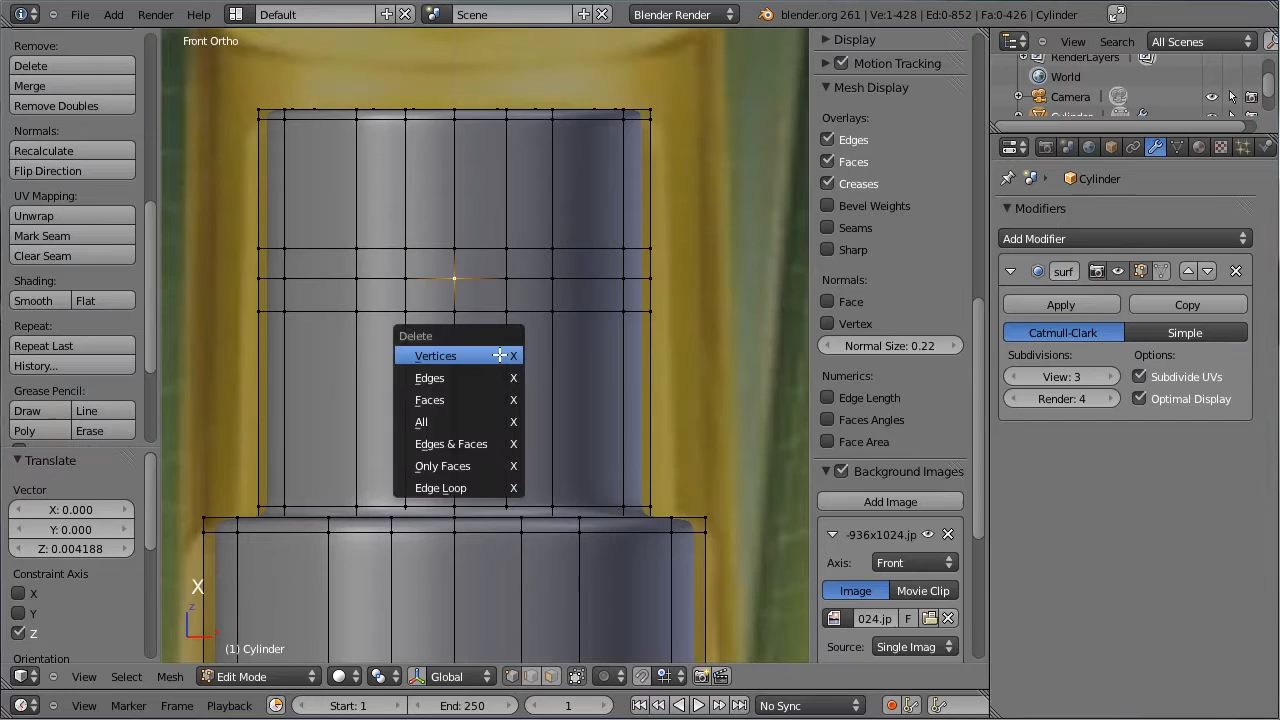 File Add Render Help Default Scene Blender Render blender.org 261 | Ve:1-428 | Ed:0-852 | Fa:0-426 | Cylinder
Remove:
Delete
Merge
Remove Doubles
Normals:
Recalculate
Flip Direction
UV Mapping:
Unwrap
Mark Seam
Clear Seam
Shading:
Smooth Flat
Repeat:
Repeat Last
History...
Grease Pencil:
Draw Line
Poly Erase
Translate
Vector
X: 0.000
Y: 0.000
Z: 0.004188
Constraint Axis
X
Y
Z
Orientation
Front Ortho
Delete
Vertices X
Edges X
Faces X
All X
Edges & Faces X
Only Faces X
Edge Loop X
X
z
x
(1) Cylinder
Display
Motion Tracking
Mesh Display
Overlays:
Edges
Faces
Creases
Bevel Weights
Seams
Sharp
Normals:
Face
Vertex
Normal Size: 0.22
Numerics:
Edge Length
Faces Angles
Face Area
Background Images
Add Image
-936x1024.jp
Axis: Front
Image Movie Clip
024.jp F
Source: Single Imag
View Search All Scenes
RenderLayers
World
Camera
Cylinder
Cylinder
Modifiers
Add Modifier
surf
Apply Copy
Catmull-Clark Simple
Subdivisions: Options:
View: 3 Subdivide UVs
Render: 4 Optimal Display
View Select Mesh Edit Mode Global
View Marker Frame Playback Start: 1 End: 250 1 No Sync